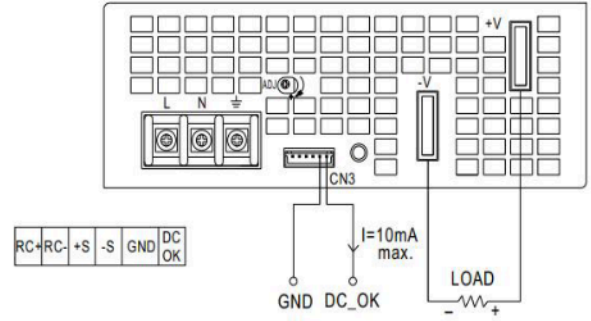 +V
ADJ
-V
L N
CN3
RC+ RC- +S -S GND DC OK
I=10mA
max.
LOAD
- +
GND DC_OK